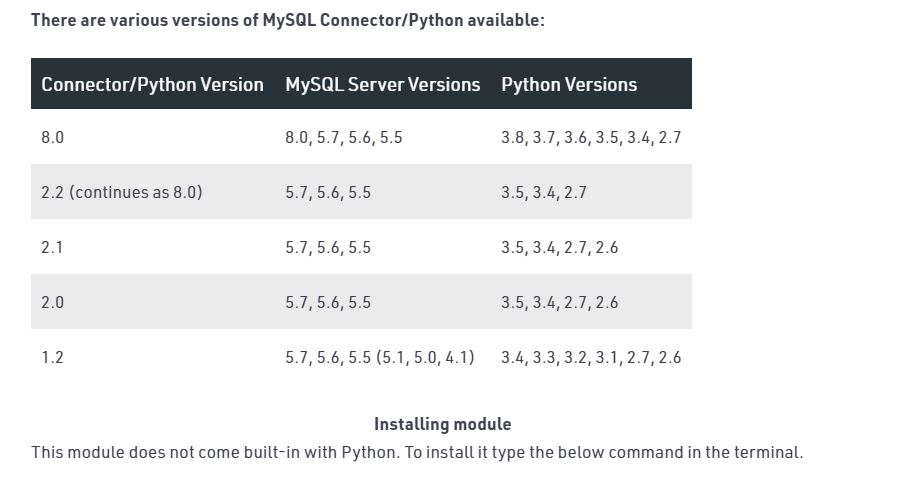 There are various versions of MySQL Connector/Python available:
Connector/Python Version MySQL Server Versions Python Versions
8.0 8.0, 5.7, 5.6, 5.5 3.8, 3.7, 3.6, 3.5, 3.4, 2.7
2.2 (continues as 8.0) 5.7, 5.6, 5.5 3.5, 3.4, 2.7
2.1 5.7, 5.6, 5.5 3.5, 3.4, 2.7, 2.6
2.0 5.7, 5.6, 5.5 3.5, 3.4, 2.7, 2.6
1.2 5.7, 5.6, 5.5 (5.1, 5.0, 4.1) 3.4, 3.3, 3.2, 3.1, 2.7, 2.6
Installing module
This module does not come built-in with Python. To install it type the below command in the terminal.